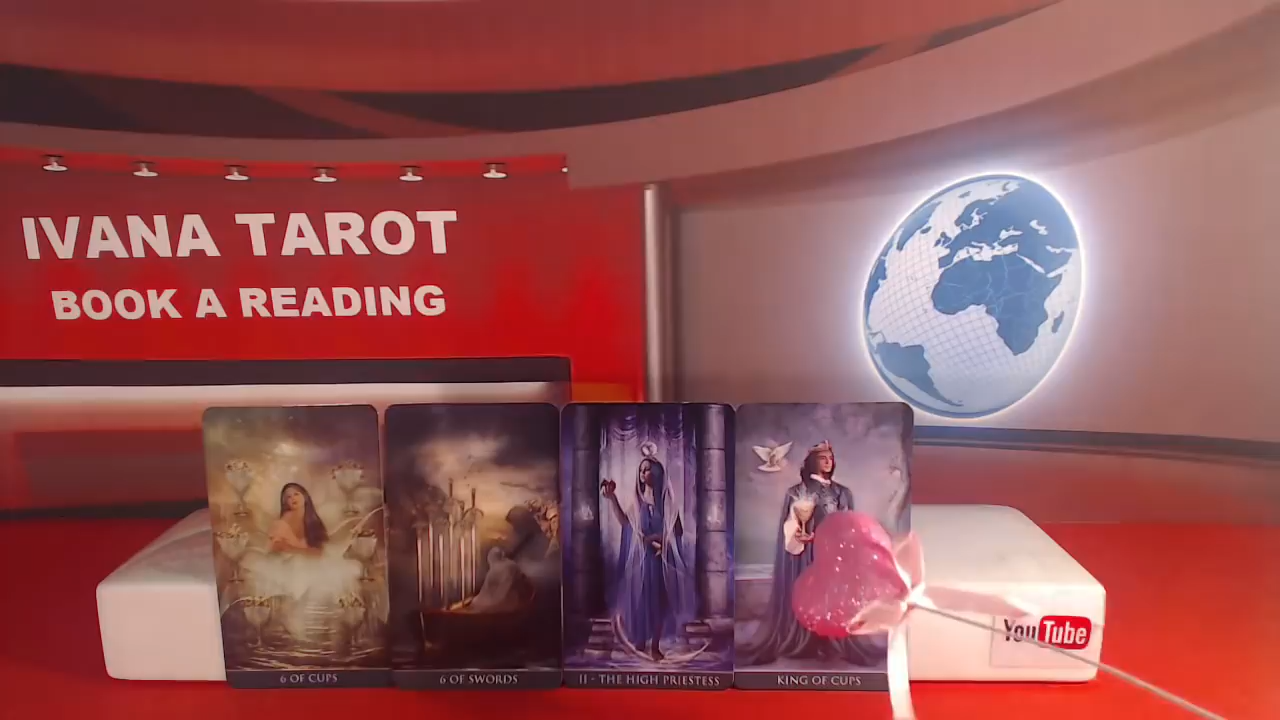 IVANA TAROT
BOOK A READING
6 OF CUPS
6 OF SWORDS
II - THE HIGH PRIESTESS
KING OF CUPS
YouTube